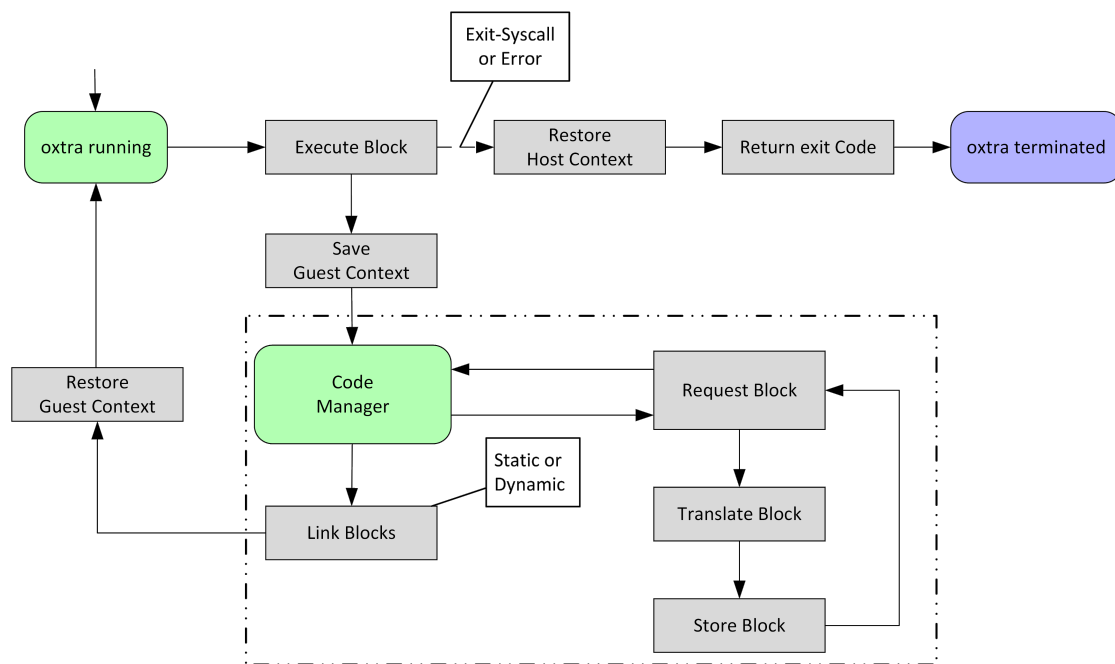 Exit-Syscall
or Error
oxtra running
Execute Block
Restore
Host Context
Return exit Code
oxtra terminated
Save
Guest Context
Restore
Guest Context
Code
Manager
Request Block
Static or
Dynamic
Link Blocks
Translate Block
Store Block